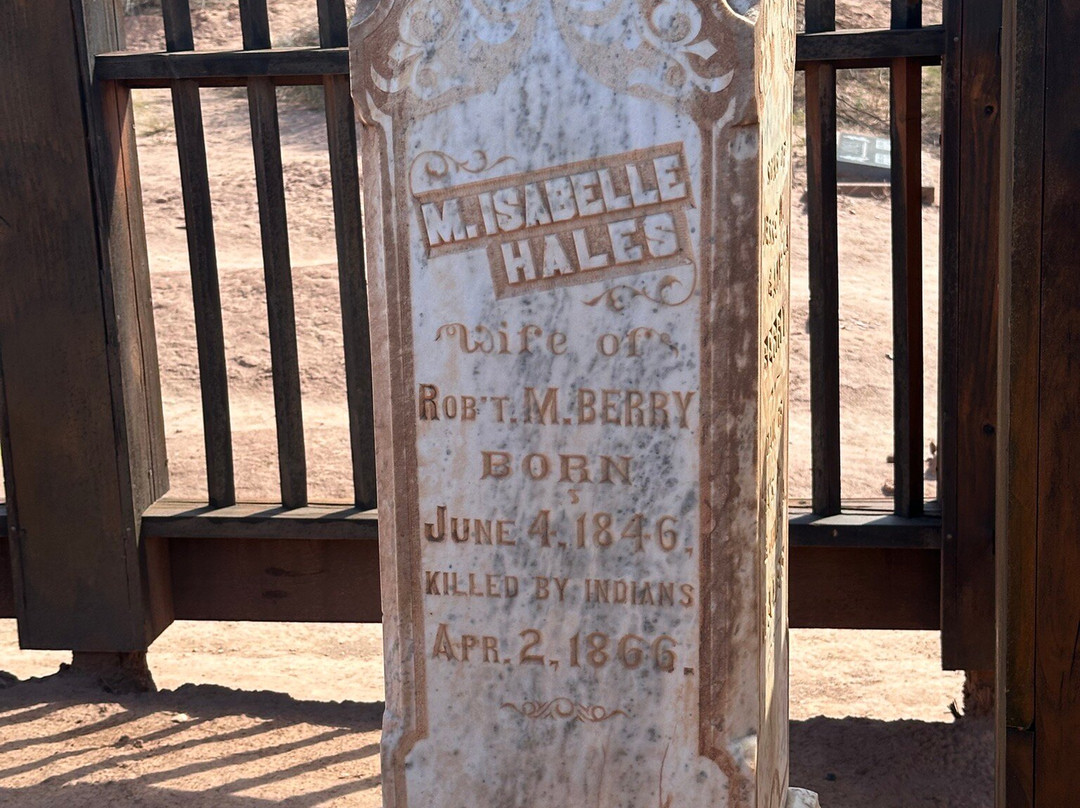 M. ISABELLE
HALES
Wife of
ROB'T. M. BERRY
BORN
JUNE 4, 1846,
KILLED BY INDIANS
APR. 2, 1866.